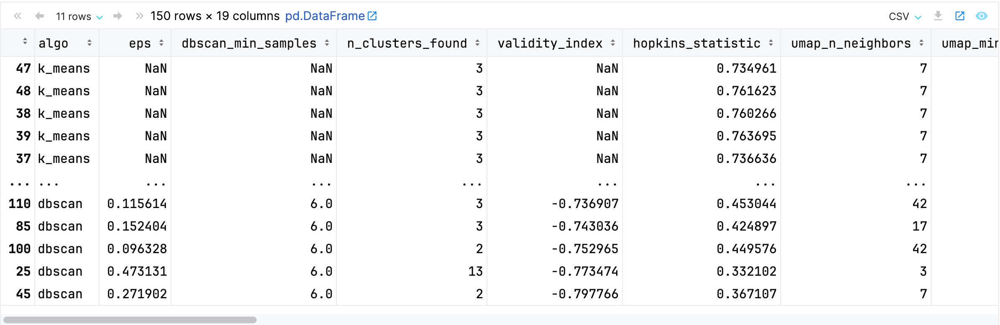 11 rows 150 rows × 19 columns pd.DataFrame CSV
algo eps dbscan_min_samples n_clusters_found validity_index hopkins_statistic umap_n_neighbors umap_min
47 k_means NaN NaN 3 NaN 0.734961 7
48 k_means NaN NaN 3 NaN 0.761623 7
38 k_means NaN NaN 3 NaN 0.760266 7
39 k_means NaN NaN 3 NaN 0.763695 7
37 k_means NaN NaN 3 NaN 0.736636 7
... ... ... ... ... ... ... ...
110 dbscan 0.115614 6.0 3 -0.736907 0.453044 42
85 dbscan 0.152404 6.0 3 -0.743036 0.424897 17
100 dbscan 0.096328 6.0 2 -0.752965 0.449576 42
25 dbscan 0.473131 6.0 13 -0.773474 0.332102 3
45 dbscan 0.271902 6.0 2 -0.797766 0.367107 7